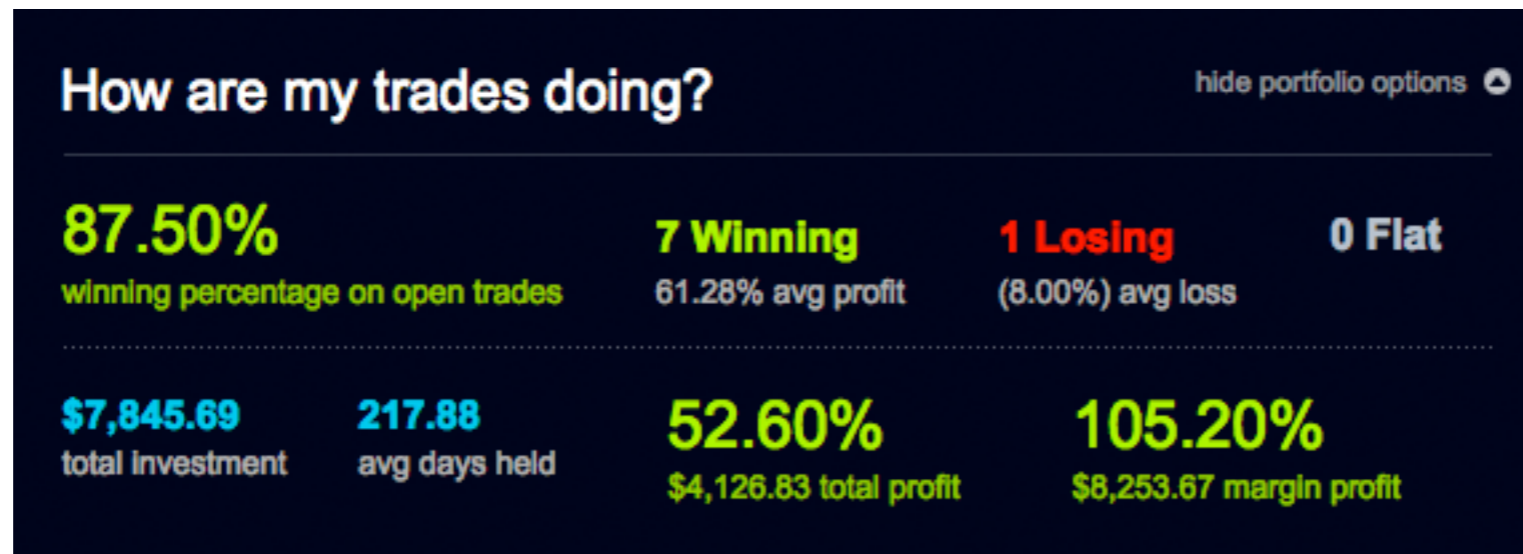 How are my trades doing?
hide portfolio options
87.50%
winning percentage on open trades
7 Winning
61.28% avg profit
1 Losing
(8.00%) avg loss
0 Flat
$7,845.69
total investment
217.88
avg days held
52.60%
$4,126.83 total profit
105.20%
$8,253.67 margin profit